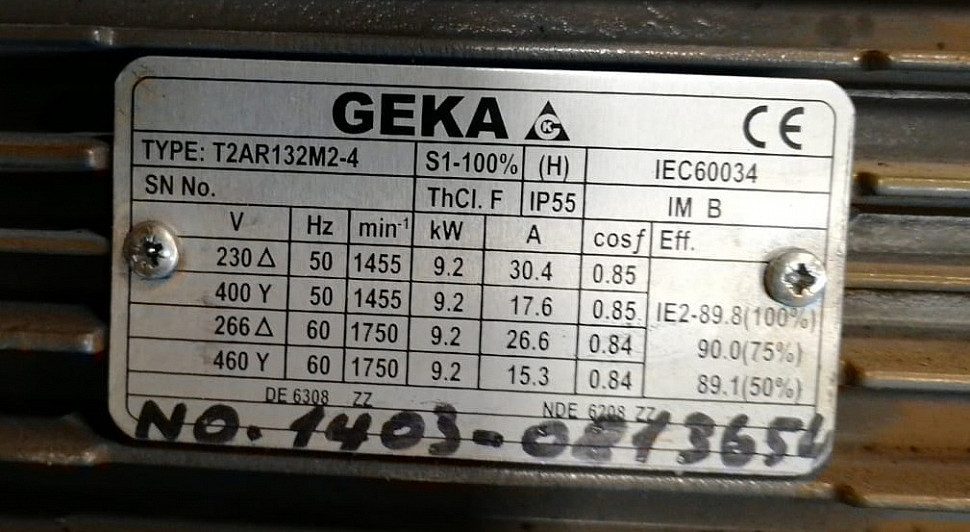 GEKA
CE
TYPE: T2AR132M2-4 S1-100% (H) IEC60034
SN No. ThCl. F IP55 IM B
V Hz min-1 kW A cosƒ Eff.
230 Δ 50 1455 9.2 30.4 0.85
400 Y 50 1455 9.2 17.6 0.85 IE2-89.8(100%)
266 Δ 60 1750 9.2 26.6 0.84 90.0(75%)
460 Y 60 1750 9.2 15.3 0.84 89.1(50%)
DE 6308 ZZ NDE 6208 ZZ
NO. 1403-